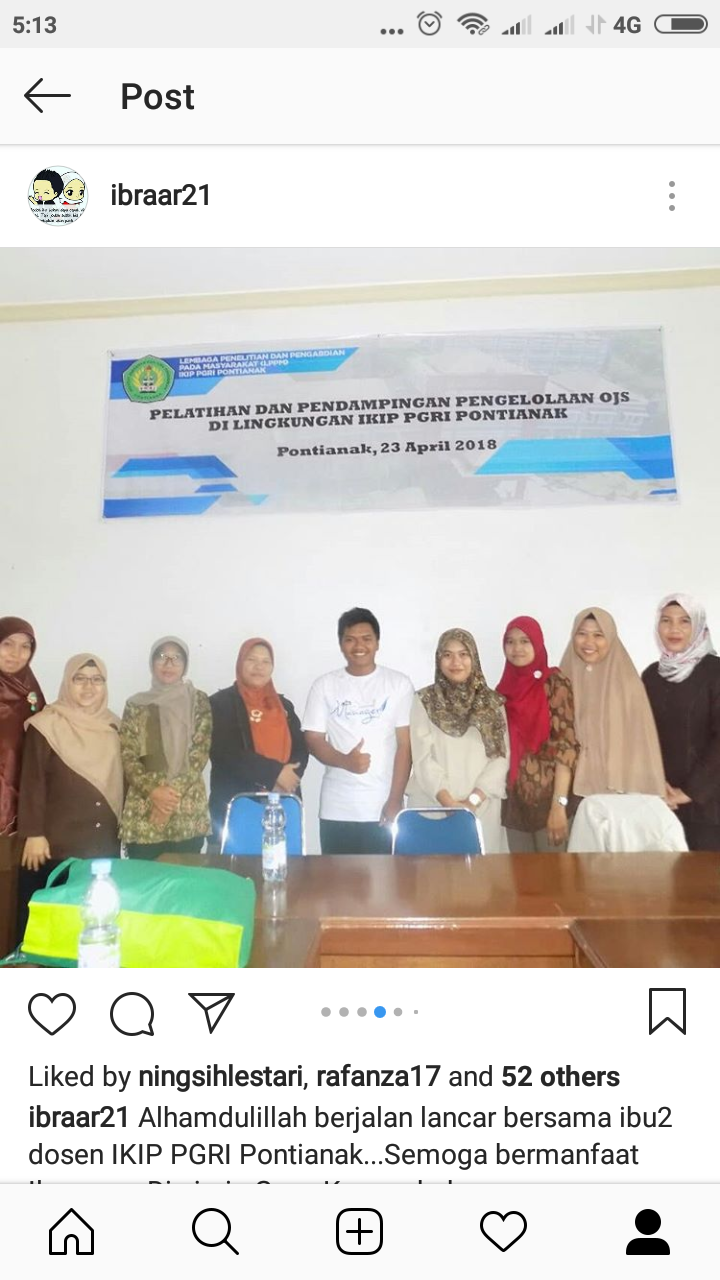 5:13
4G
Post
ibraar21
LEMBAGA PENELITIAN DAN PENGABDIAN
PADA MASYARAKAT (LPPM)
IKIP PGRI PONTIANAK
PELATIHAN DAN PENDAMPINGAN PENGELOLAAN OJS
DI LINGKUNGAN IKIP PGRI PONTIANAK
Pontianak, 23 April 2018
Manager
Liked by ningsihlestari, rafanza17 and 52 others
ibraar21 Alhamdulillah berjalan lancar bersama ibu2
dosen IKIP PGRI Pontianak...Semoga bermanfaat